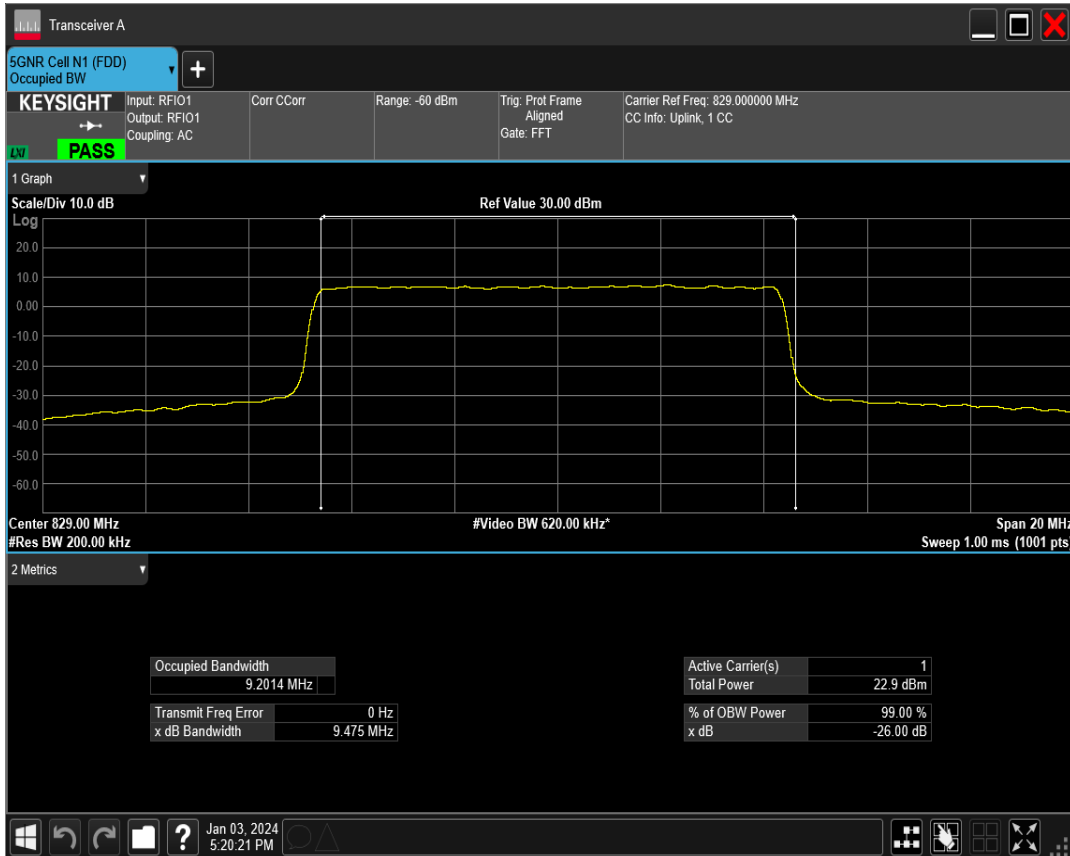 Transceiver A
5GNR Cell N1 (FDD)
Occupied BW
+
KEYSIGHT
LXI
PASS
Input: RFIO1
Output: RFIO1
Coupling: AC
Corr CCorr
Range: -60 dBm
Trig: Prot Frame
Aligned
Gate: FFT
Carrier Ref Freq: 829.000000 MHz
CC Info: Uplink, 1 CC
1 Graph
Scale/Div 10.0 dB
Ref Value 30.00 dBm
Log
20.0
10.0
0.00
-10.0
-20.0
-30.0
-40.0
-50.0
-60.0
Center 829.00 MHz
#Video BW 620.00 kHz*
Span 20 MHz
#Res BW 200.00 kHz
Sweep 1.00 ms (1001 pts)
2 Metrics
Occupied Bandwidth
9.2014 MHz
Transmit Freq Error 0 Hz
x dB Bandwidth 9.475 MHz
Active Carrier(s) 1
Total Power 22.9 dBm
% of OBW Power 99.00 %
x dB -26.00 dB
?
Jan 03, 2024
5:20:21 PM